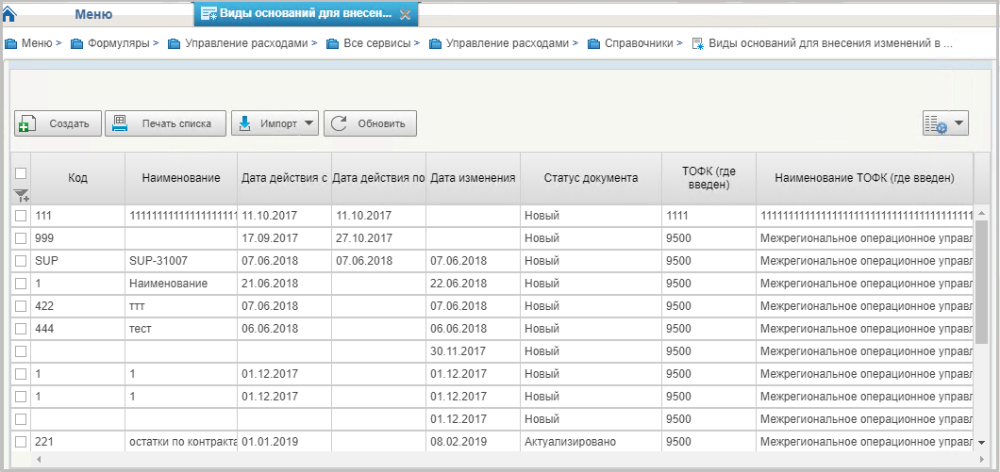 Меню Виды оснований для внесен...
Меню > Формуляры > Управление расходами > Все сервисы > Управление расходами > Справочники > Виды оснований для внесения изменений в ...
Создать Печать списка Импорт Обновить
Код Наименование Дата действия с Дата действия по Дата изменения Статус документа ТОФК (где введен) Наименование ТОФК (где введен)
111 11.10.2017 11.10.2017 Новый 1111
999 17.09.2017 27.10.2017 Новый 9500 Межрегиональное операционное управл
SUP SUP-31007 07.06.2018 07.06.2018 07.06.2018 Новый 9500 Межрегиональное операционное управл
1 Наименование 21.06.2018 22.06.2018 Новый 9500 Межрегиональное операционное управл
422 ттт 07.06.2018 07.06.2018 Новый 9500 Межрегиональное операционное управл
444 тест 06.06.2018 06.06.2018 Новый 9500 Межрегиональное операционное управл
30.11.2017 Новый 9500 Межрегиональное операционное управл
1 1 01.12.2017 01.12.2017 Новый 9500 Межрегиональное операционное управл
1 1 01.12.2017 01.12.2017 Новый 9500 Межрегиональное операционное управл
01.12.2017 Новый 9500 Межрегиональное операционное управл
221 остатки по контракта 01.01.2019 08.02.2019 Актуализировано 9500 Межрегиональное операционное управл